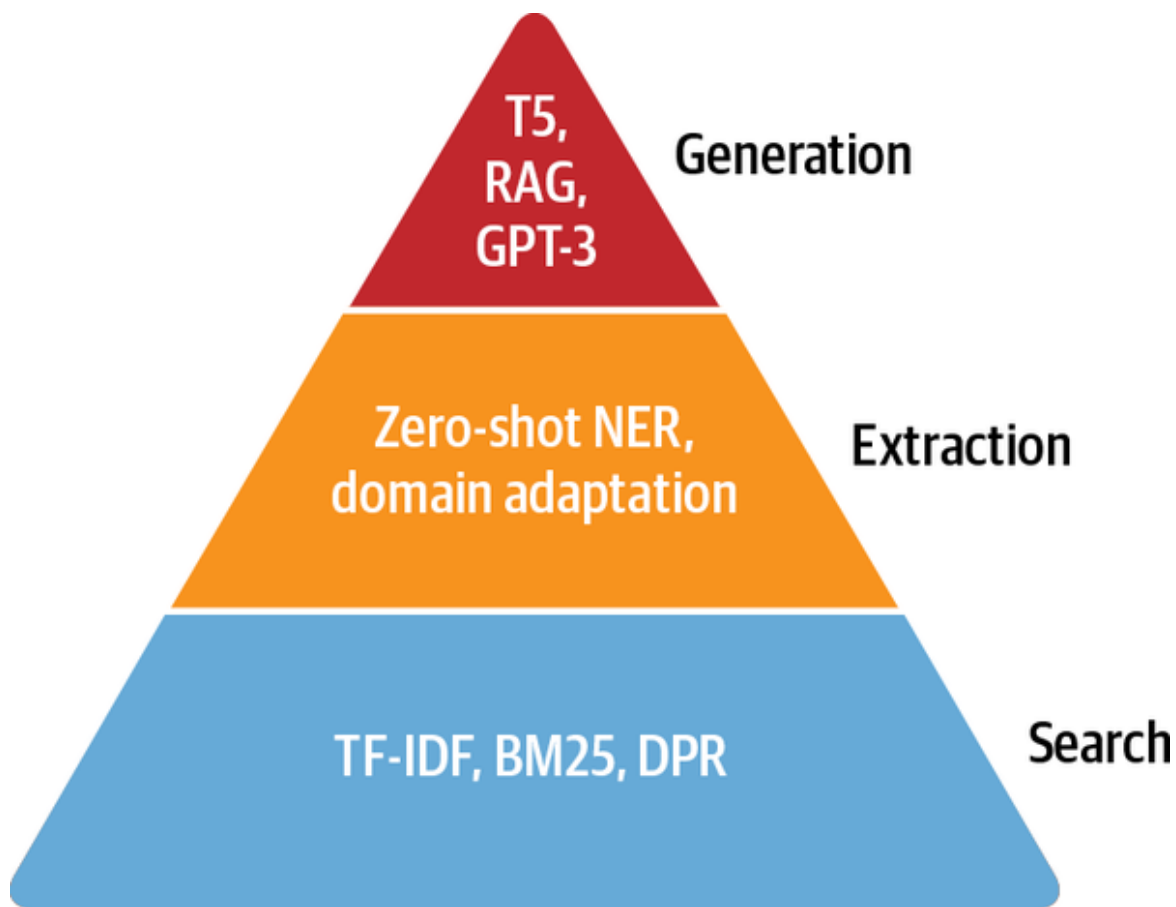 T5,
RAG,
GPT-3
Generation
Zero-shot NER,
domain adaptation
Extraction
TF-IDF, BM25, DPR
Search